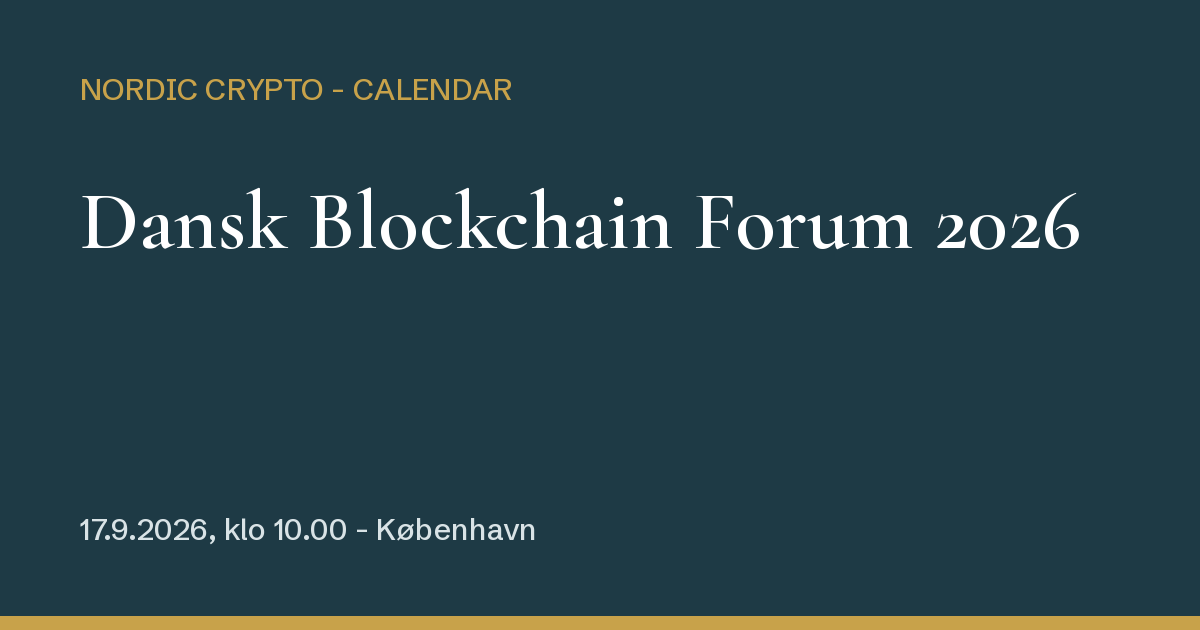 NORDIC CRYPTO - CALENDAR
Dansk Blockchain Forum 2026
17.9.2026, klo 10.00 - København